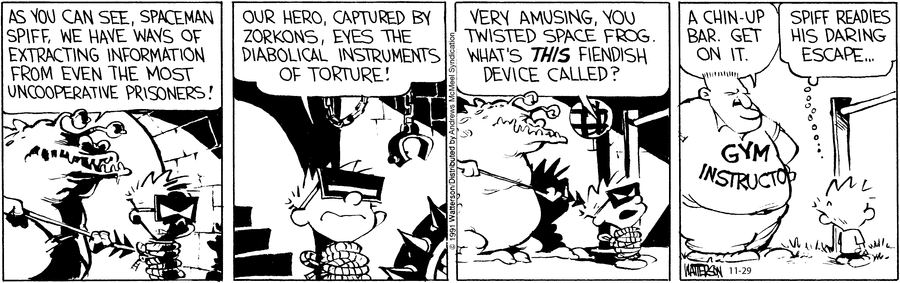 AS YOU CAN SEE, SPACEMAN
SPIFF, WE HAVE WAYS OF
EXTRACTING INFORMATION
FROM EVEN THE MOST
UNCOOPERATIVE PRISONERS!
OUR HERO, CAPTURED BY
ZORKONS, EYES THE
DIABOLICAL INSTRUMENTS
OF TORTURE!
© 1991 Watterson/Distributed by Andrews McMeel Syndication
VERY AMUSING, YOU
TWISTED SPACE FROG.
WHAT'S THIS FIENDISH
DEVICE CALLED?
A CHIN-UP
BAR. GET
ON IT.
SPIFF READIES
HIS DARING
ESCAPE...
GYM
INSTRUCTOR
WATTERSON 11-29